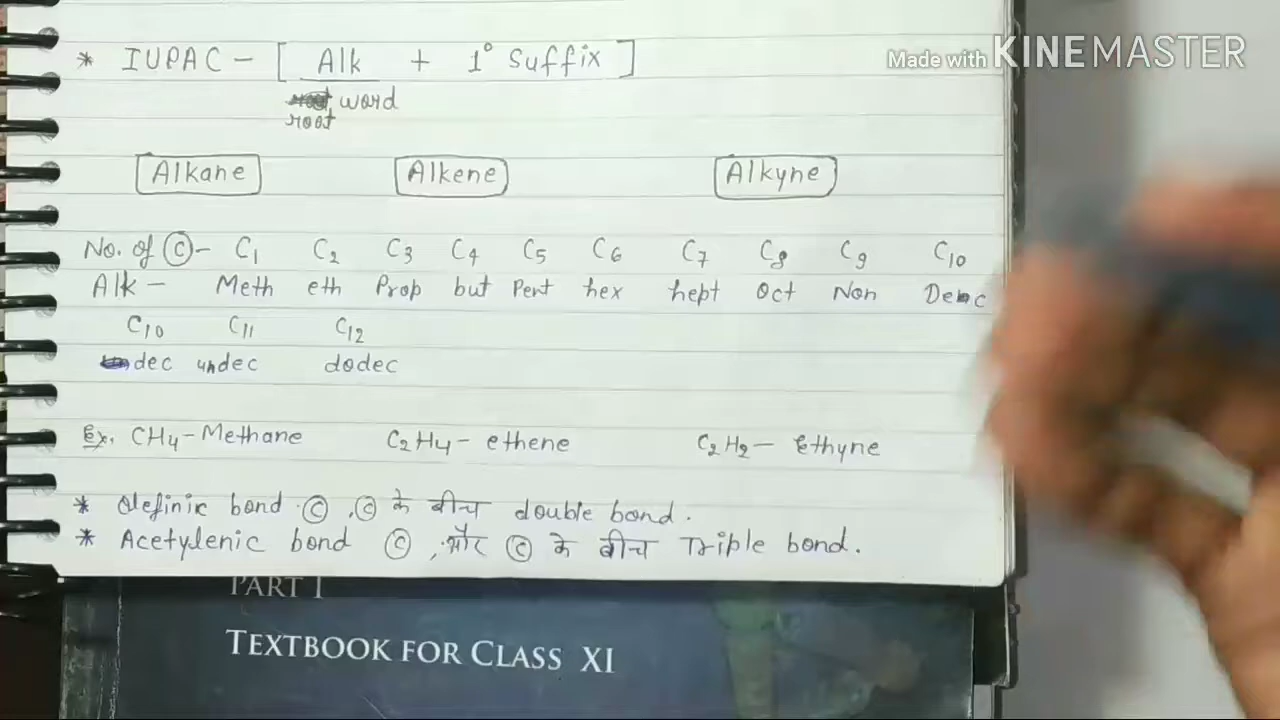 Made with KINEMASTER
* IUPAC - [ Alk + 1° Suffix ]
word
root
Alkane Alkene Alkyne
No. of C - C1 C2 C3 C4 C5 C6 C7 C8 C9 C10
Alk - Meth eth Prop but Pent hex hept Oct Non Dec
C10 C11 C12
dec undec dodec
Ex. CH4 - Methane C2H4 - ethene C2H2 - Ethyne
* Olefinic bond C, C के बीच double bond.
* Acetylenic bond C, और C के बीच Triple bond.
PART I
TEXTBOOK FOR CLASS XI